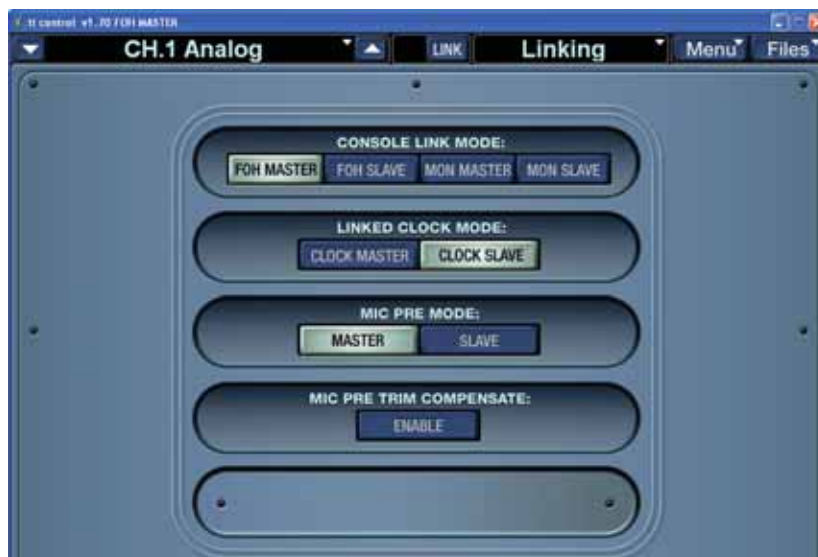 tt control v1.70 FOH MASTER
CH.1 Analog LINK Linking Menu Files
CONSOLE LINK MODE:
FOH MASTER FOH SLAVE MON MASTER MON SLAVE
LINKED CLOCK MODE:
CLOCK MASTER CLOCK SLAVE
MIC PRE MODE:
MASTER SLAVE
MIC PRE TRIM COMPENSATE:
ENABLE